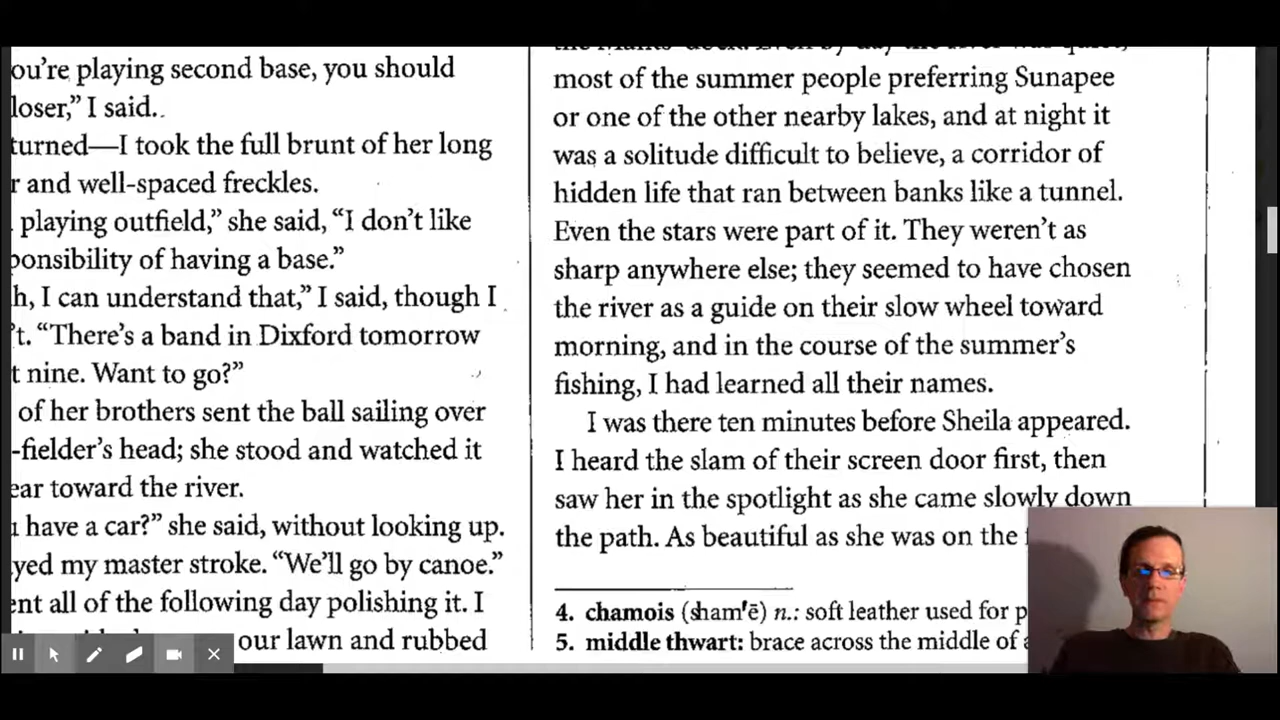 ou're playing second base, you should
loser,” I said.
turned—I took the full brunt of her long
r and well-spaced freckles.
playing outfield,” she said, “I don't like
ponsibility of having a base.”
h, I can understand that,” I said, though I
't. “There's a band in Dixford tomorrow
t nine. Want to go?”
of her brothers sent the ball sailing over
-fielder's head; she stood and watched it
ear toward the river.
u have a car?” she said, without looking up.
yed my master stroke. “We'll go by canoe.”
ent all of the following day polishing it. I
our lawn and rubbed
most of the summer people preferring Sunapee
or one of the other nearby lakes, and at night it
was a solitude difficult to believe, a corridor of
hidden life that ran between banks like a tunnel.
Even the stars were part of it. They weren't as
sharp anywhere else; they seemed to have chosen
the river as a guide on their slow wheel toward
morning, and in the course of the summer's
fishing, I had learned all their names.
I was there ten minutes before Sheila appeared.
I heard the slam of their screen door first, then
saw her in the spotlight as she came slowly down
the path. As beautiful as she was on the
4. chamois (sham′ē) n.: soft leather used for p
5. middle thwart: brace across the middle of a